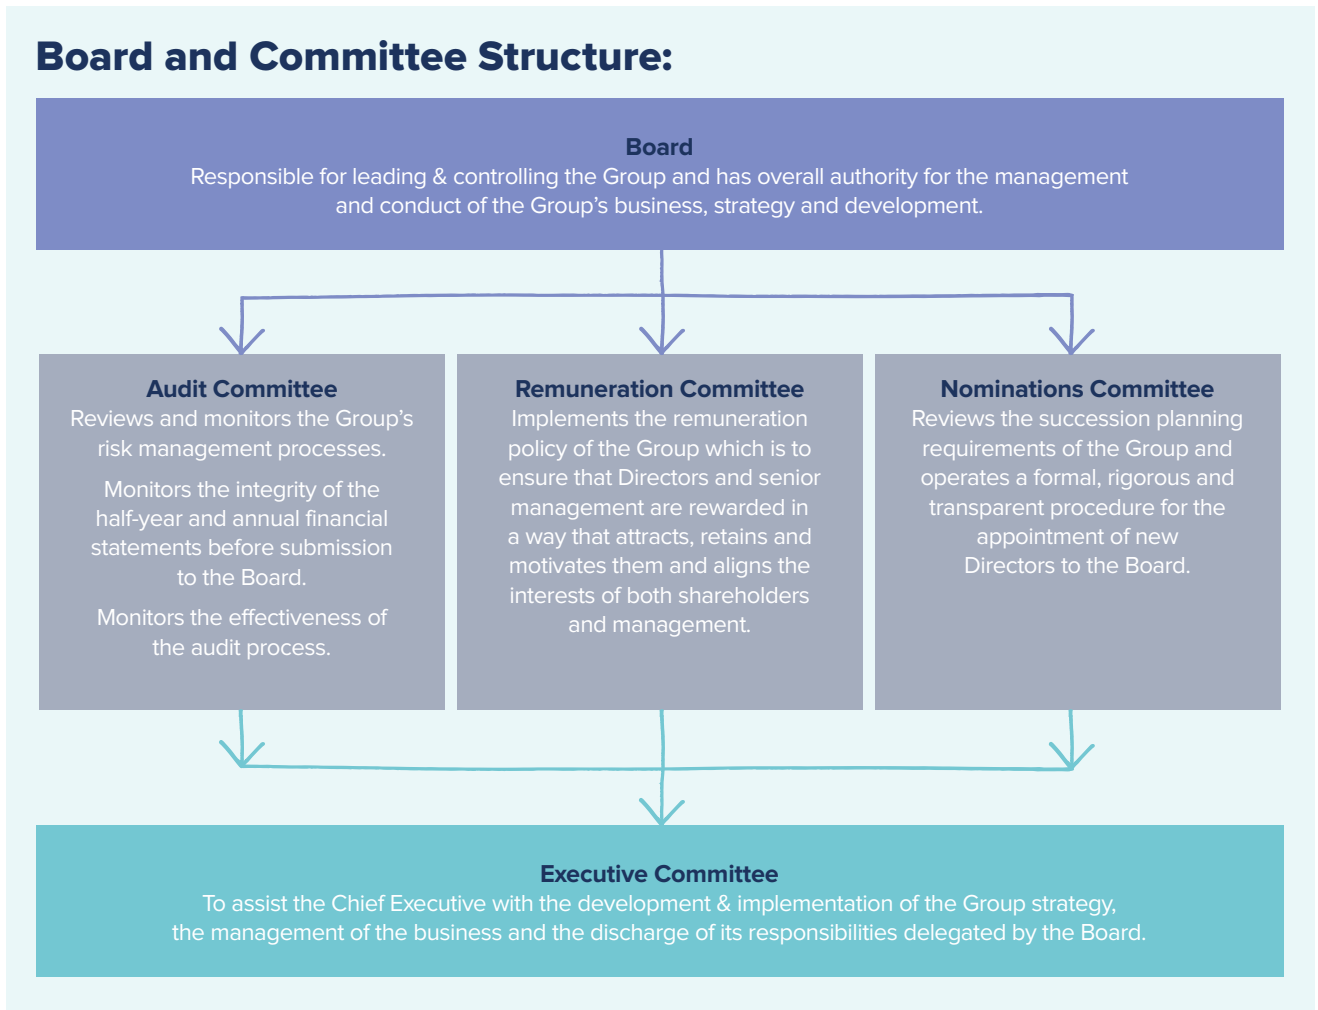 Board and Committee Structure:
Board
Responsible for leading & controlling the Group and has overall authority for the management
and conduct of the Group’s business, strategy and development.
Audit Committee
Reviews and monitors the Group’s
risk management processes.
Monitors the integrity of the
half-year and annual financial
statements before submission
to the Board.
Monitors the effectiveness of
the audit process.
Remuneration Committee
Implements the remuneration
policy of the Group which is to
ensure that Directors and senior
management are rewarded in
a way that attracts, retains and
motivates them and aligns the
interests of both shareholders
and management.
Nominations Committee
Reviews the succession planning
requirements of the Group and
operates a formal, rigorous and
transparent procedure for the
appointment of new
Directors to the Board.
Executive Committee
To assist the Chief Executive with the development & implementation of the Group strategy,
the management of the business and the discharge of its responsibilities delegated by the Board.